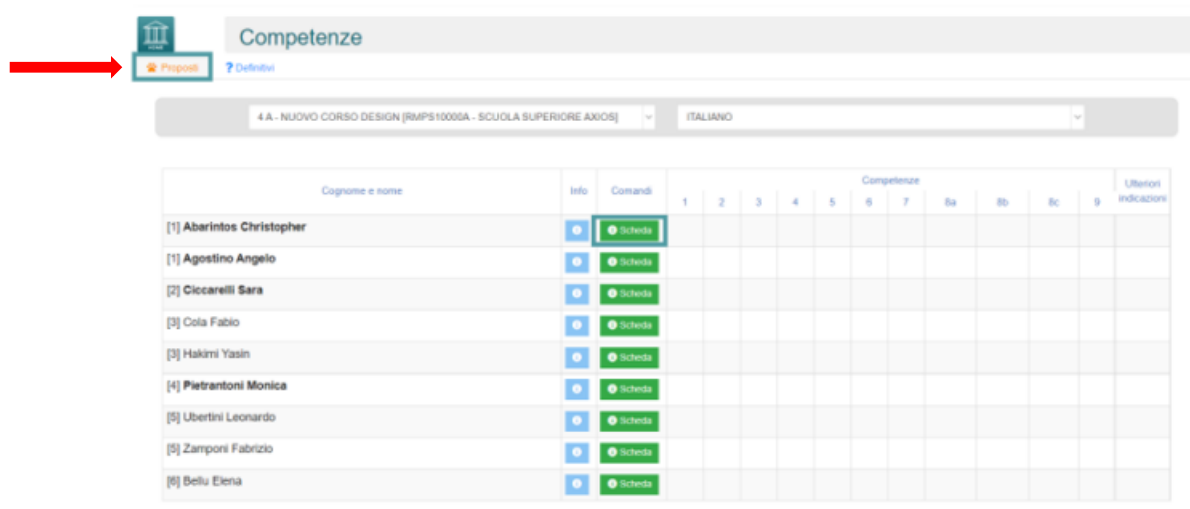 HOME
Competenze
Proposti
? Definitivi
4 A - NUOVO CORSO DESIGN [RMPS10000A - SCUOLA SUPERIORE AXIOS]
ITALIANO
Cognome e nome
Info
Comandi
Competenze
Ulteriori
indicazioni
1 2 3 4 5 6 7 8a 8b 8c 9
[1] Abarintos Christopher
Scheda
[1] Agostino Angelo
Scheda
[2] Ciccarelli Sara
Scheda
[3] Cola Fabio
Scheda
[3] Hakimi Yasin
Scheda
[4] Pietrantoni Monica
Scheda
[5] Ubertini Leonardo
Scheda
[5] Zamponi Fabrizio
Scheda
[6] Bellu Elena
Scheda